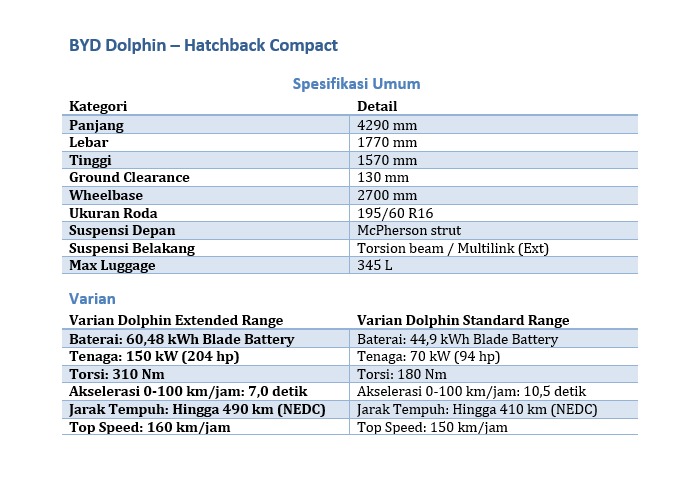 BYD Dolphin – Hatchback Compact
Spesifikasi Umum
Kategori Detail
Panjang 4290 mm
Lebar 1770 mm
Tinggi 1570 mm
Ground Clearance 130 mm
Wheelbase 2700 mm
Ukuran Roda 195/60 R16
Suspensi Depan McPherson strut
Suspensi Belakang Torsion beam / Multilink (Ext)
Max Luggage 345 L
Varian
Varian Dolphin Extended Range Varian Dolphin Standard Range
Baterai: 60,48 kWh Blade Battery Baterai: 44,9 kWh Blade Battery
Tenaga: 150 kW (204 hp) Tenaga: 70 kW (94 hp)
Torsi: 310 Nm Torsi: 180 Nm
Akselerasi 0-100 km/jam: 7,0 detik Akselerasi 0-100 km/jam: 10,5 detik
Jarak Tempuh: Hingga 490 km (NEDC) Jarak Tempuh: Hingga 410 km (NEDC)
Top Speed: 160 km/jam Top Speed: 150 km/jam